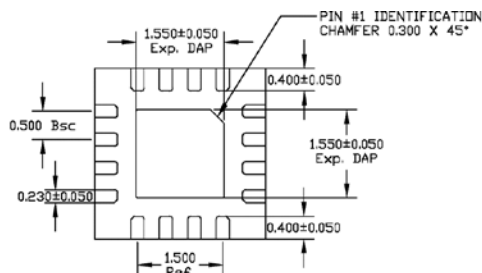 PIN #1 IDENTIFICATION
CHAMFER 0.300 X 45°
1.550±0.050
Exp. DAP
0.400±0.050
0.500 Bsc
1.550±0.050
Exp. DAP
0.230±0.050
0.400±0.050
1.500
Ref